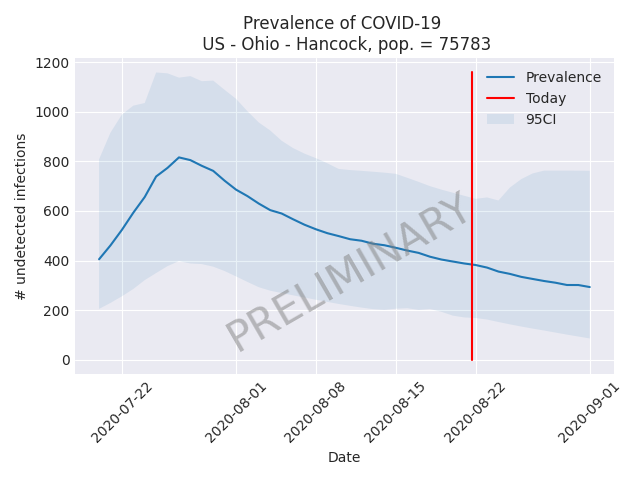 Prevalence of COVID-19
US - Ohio - Hancock, pop. = 75783
1200
1000
800
600
400
200
0
# undetected infections
Prevalence
Today
95CI
PRELIMINARY
2020-07-22
2020-08-01
2020-08-08
2020-08-15
2020-08-22
2020-09-01
Date